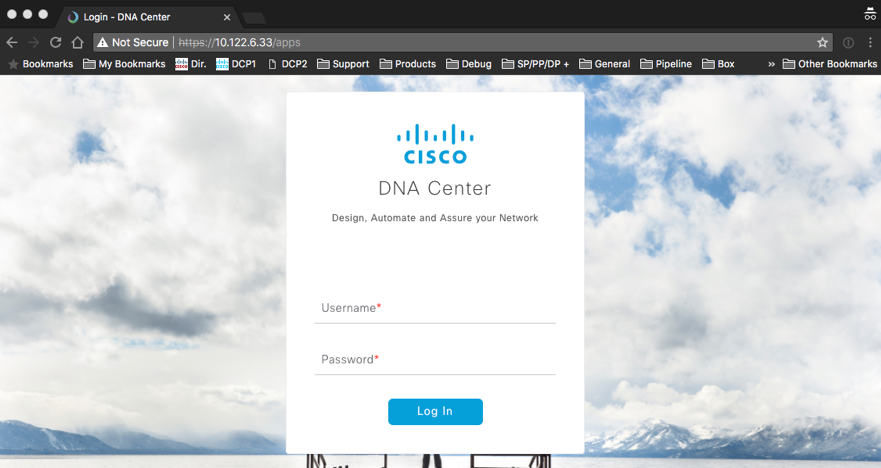 Login - DNA Center
Not Secure | https://10.122.6.33/apps
Bookmarks My Bookmarks Dir. DCP1 DCP2 Support Products Debug SP/PP/DP + General Pipeline Box » Other Bookmarks
CISCO
DNA Center
Design, Automate and Assure your Network
Username*
Password*
Log In